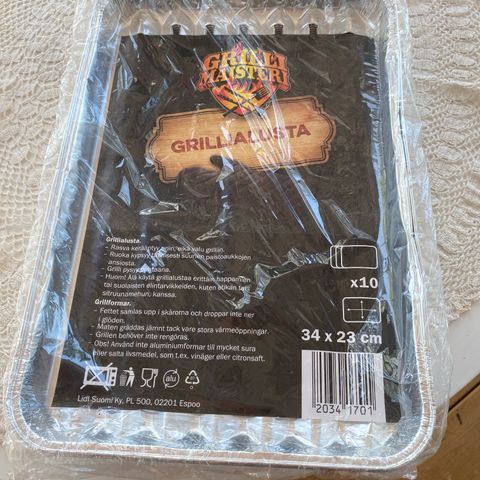 GRILLI
MAISTERI
GRILLIALUSTA
Grillialusta
- Rasva kerääntyy uriin, eikä valu grilliin.
- Ruoka kypsyy tasaisesti suurien paistoaukkojen
ansiosta.
- Grilli pysyy puhtaana.
- Huom! Älä käytä grillialustaa erittäin happamien
tai suolaisten elintarvikkeiden, kuten etikan tai
sitruunamehun, kanssa.
Grillformar.
- Fettet samlas upp i skårorna och droppar inte ner
i glöden.
- Maten gräddas jämnt tack vare stora värmeöppningar.
- Grillen behöver inte rengöras.
Obs! Använd inte aluminiumformar till mycket sura
eller salta livsmedel, som t.ex. vinäger eller citronsaft.
x10
34 x 23 cm
alu
Lidl Suomi Ky, PL 500, 02201 Espoo
2034 1701